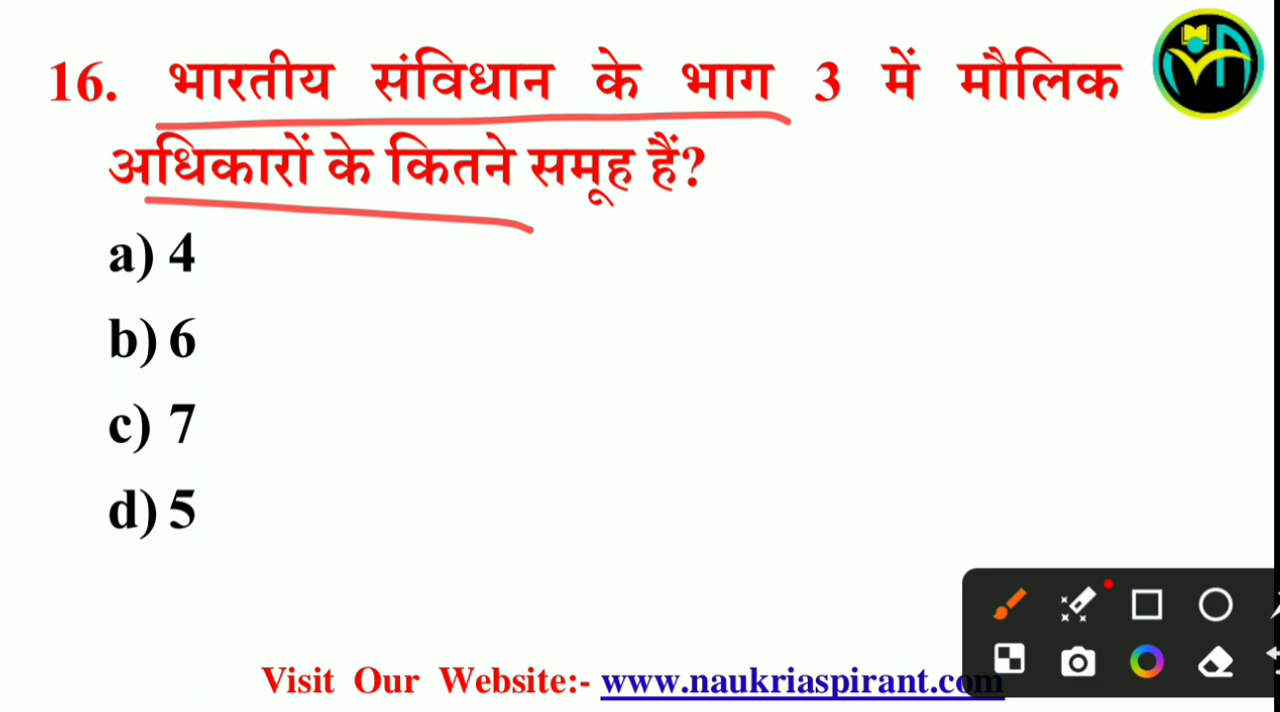 16. भारतीय संविधान के भाग 3 में मौलिक
अधिकारों के कितने समूह हैं?
a) 4
b) 6
c) 7
d) 5
Visit Our Website:- www.naukriaspirant.com